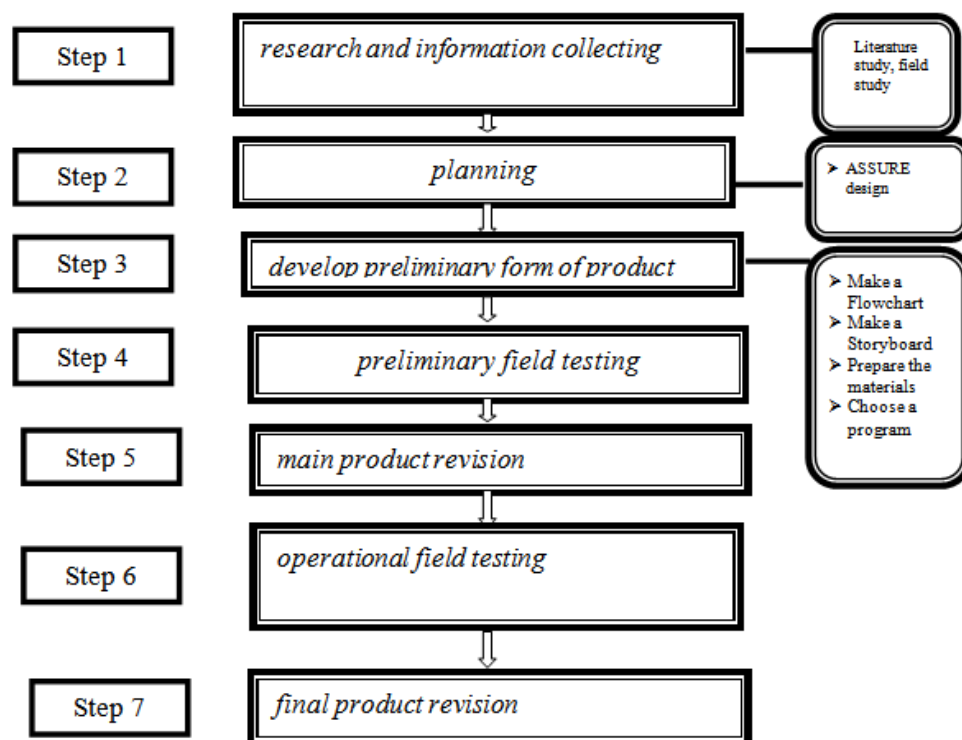 Step 1
research and information collecting
Literature
study, field
study
Step 2
planning
➢ ASSURE
design
Step 3
develop preliminary form of product
➢ Make a
Flowchart
➢ Make a
Storyboard
➢ Prepare the
materials
➢ Choose a
program
Step 4
preliminary field testing
Step 5
main product revision
Step 6
operational field testing
Step 7
final product revision